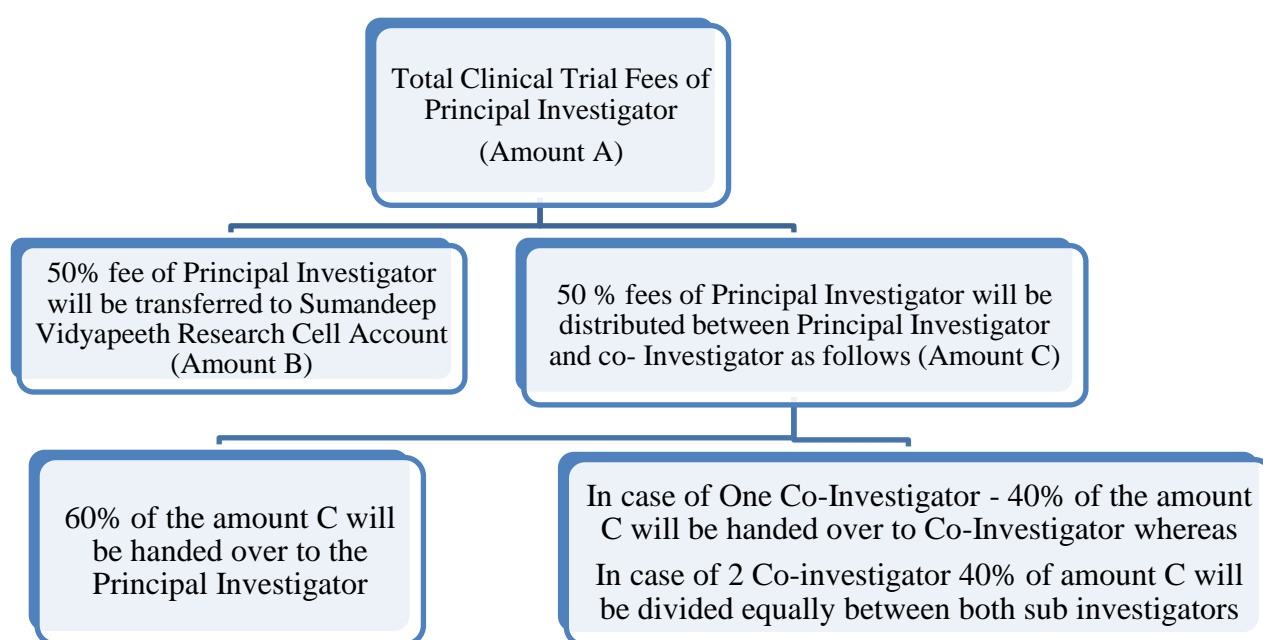 Total Clinical Trial Fees of
Principal Investigator
(Amount A)
50% fee of Principal Investigator
will be transferred to Sumandeep
Vidyapeeth Research Cell Account
(Amount B)
50 % fees of Principal Investigator will be
distributed between Principal Investigator
and co- Investigator as follows (Amount C)
60% of the amount C will
be handed over to the
Principal Investigator
In case of One Co-Investigator - 40% of the amount
C will be handed over to Co-Investigator whereas
In case of 2 Co-investigator 40% of amount C will
be divided equally between both sub investigators